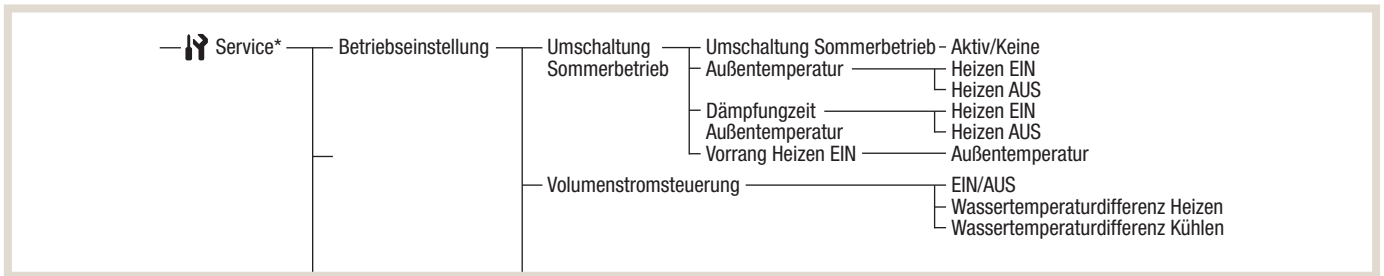 Service*
Betriebseinstellung
Umschaltung
Sommerbetrieb
Umschaltung Sommerbetrieb
Aktiv/Keine
Außentemperatur
Heizen EIN
Heizen AUS
Dämpfungzeit
Außentemperatur
Heizen EIN
Heizen AUS
Vorrang Heizen EIN
Außentemperatur
Volumenstromsteuerung
EIN/AUS
Wassertemperaturdifferenz Heizen
Wassertemperaturdifferenz Kühlen